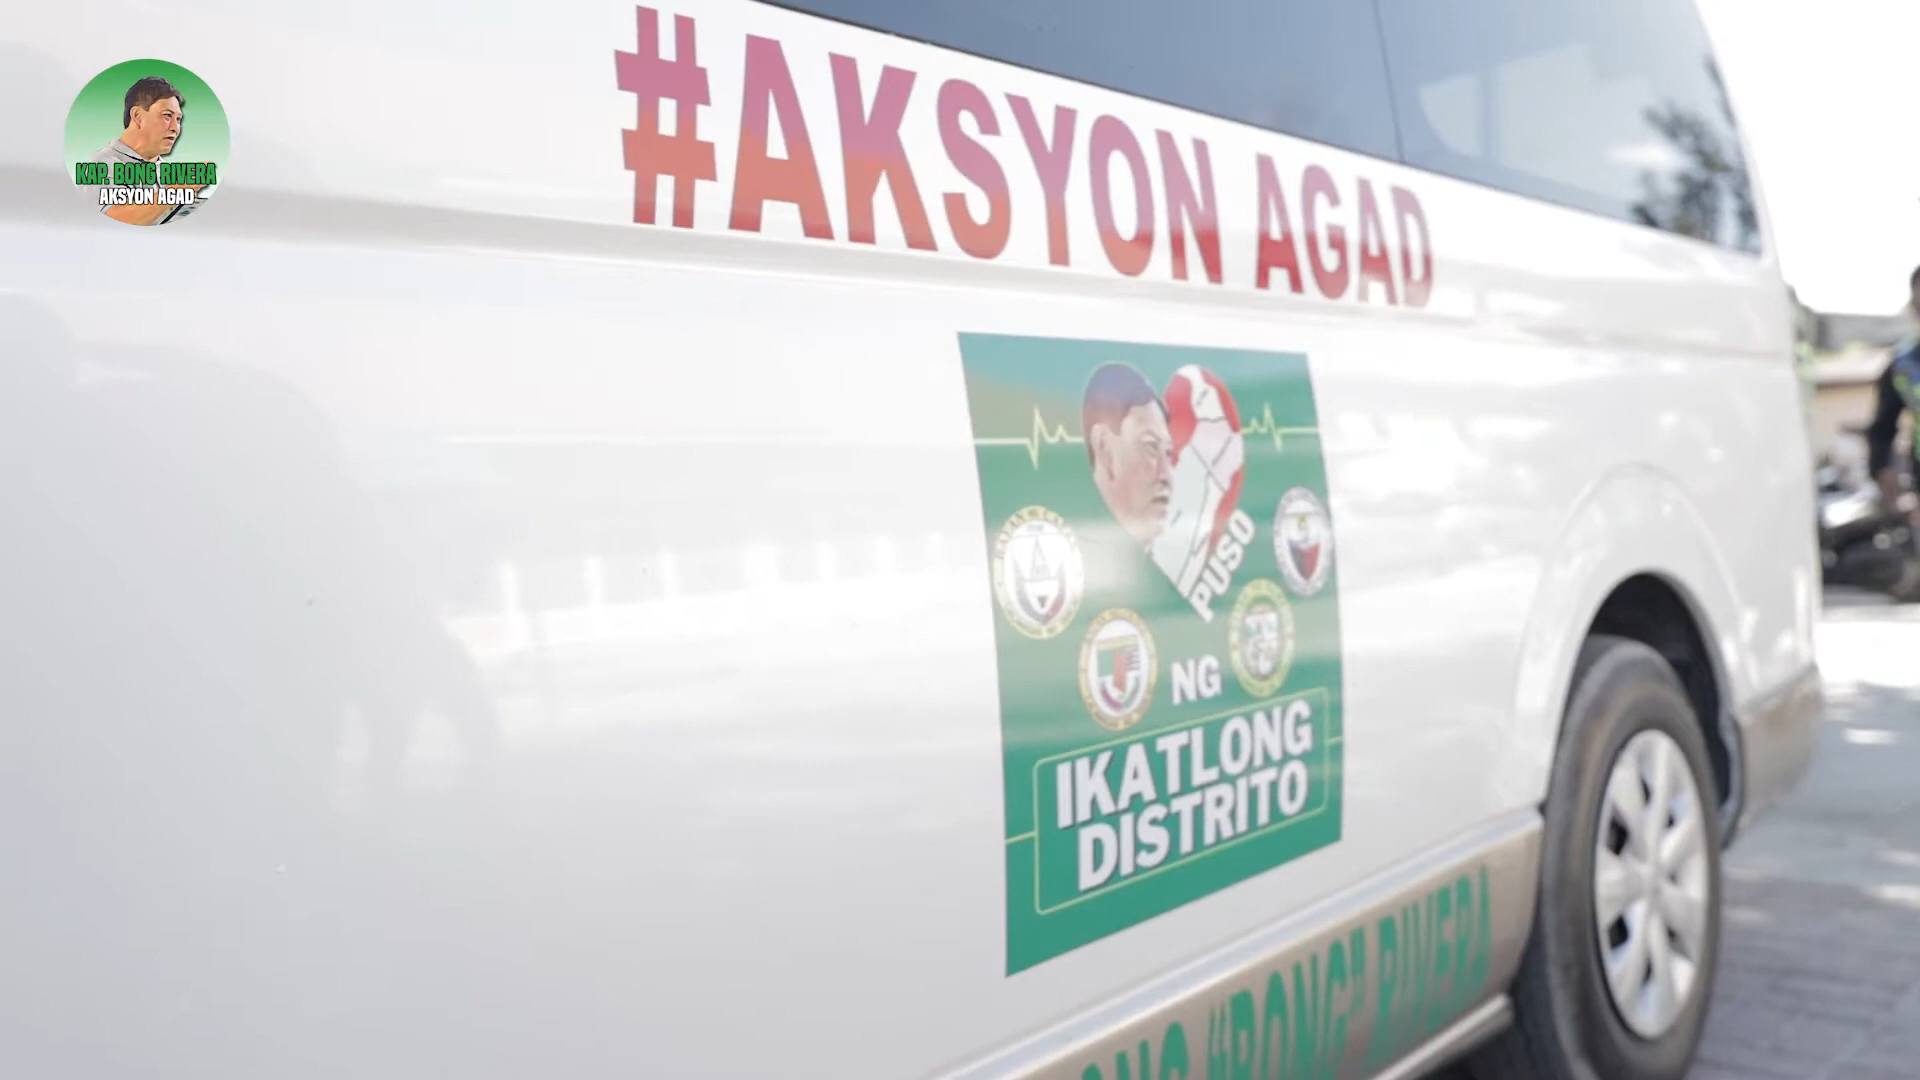 KAP. BONG RIVERA
AKSYON AGAD
#AKSYON AGAD
PUSO
NG
IKATLONG
DISTRITO
"BONG" RIVERA